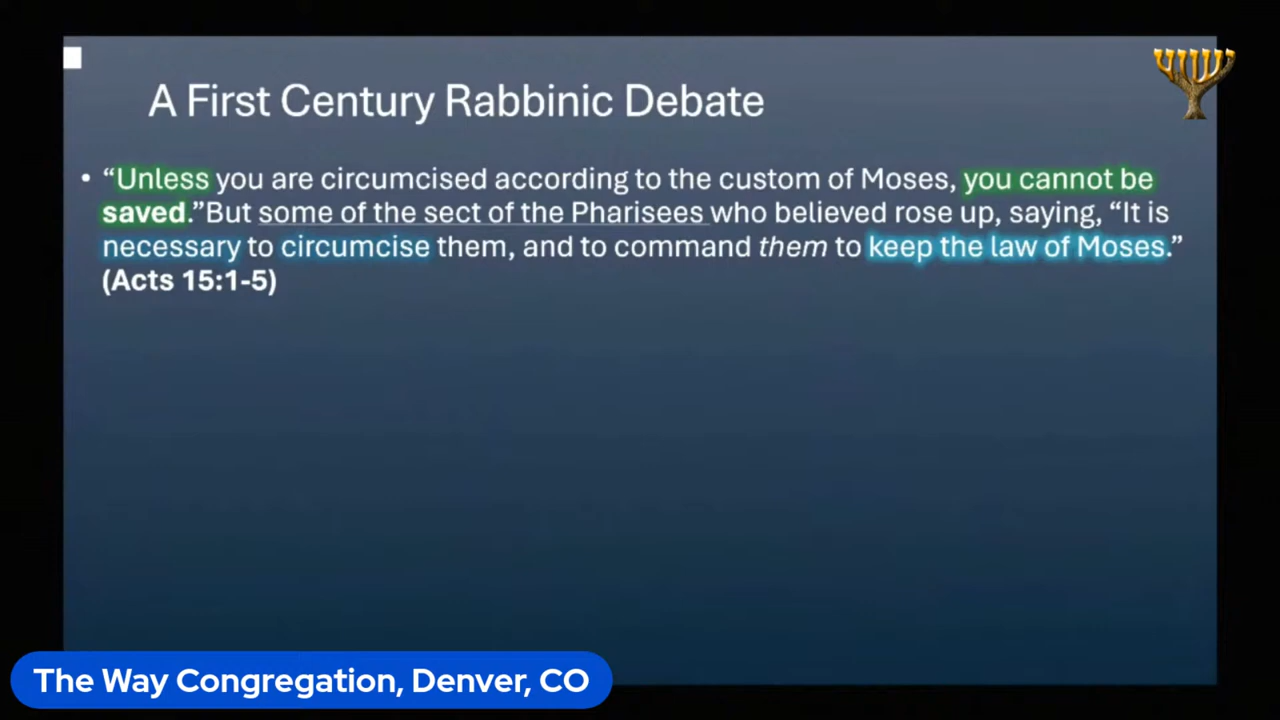 A First Century Rabbinic Debate
• “Unless you are circumcised according to the custom of Moses, you cannot be
saved.”But some of the sect of the Pharisees who believed rose up, saying, “It is
necessary to circumcise them, and to command them to keep the law of Moses.”
(Acts 15:1-5)
The Way Congregation, Denver, CO